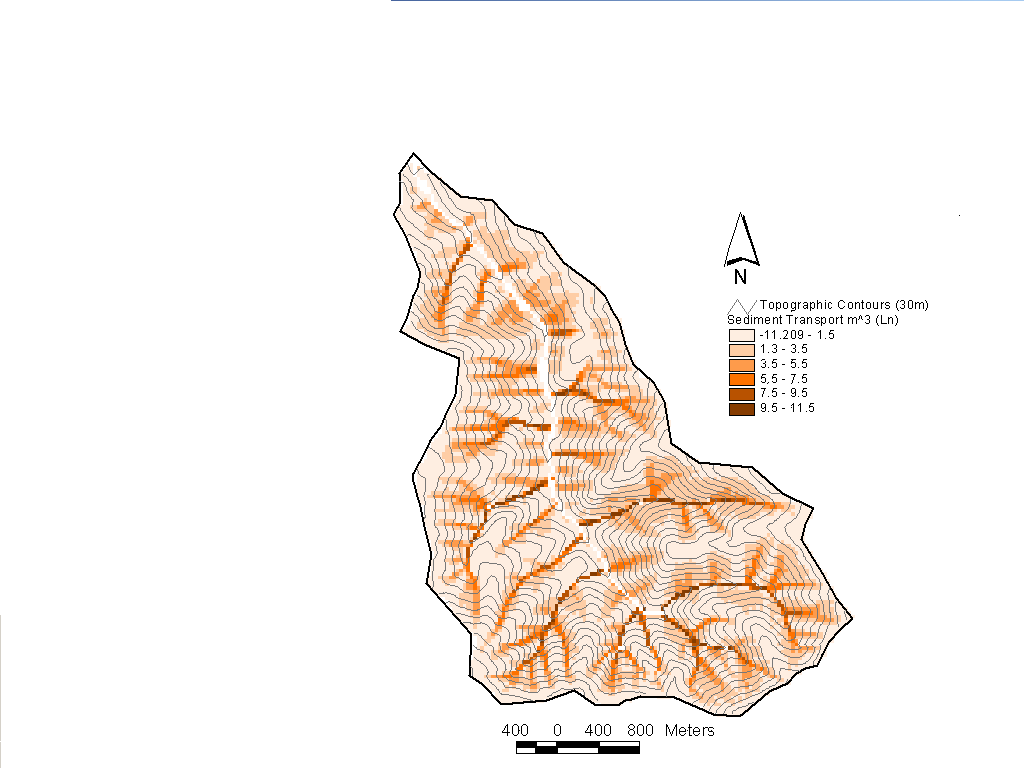 N
Topographic Contours (30m)
Sediment Transport m^3 (Ln)
-11.209 - 1.5
1.3 - 3.5
3.5 - 5.5
5.5 - 7.5
7.5 - 9.5
9.5 - 11.5
400 0 400 800 Meters